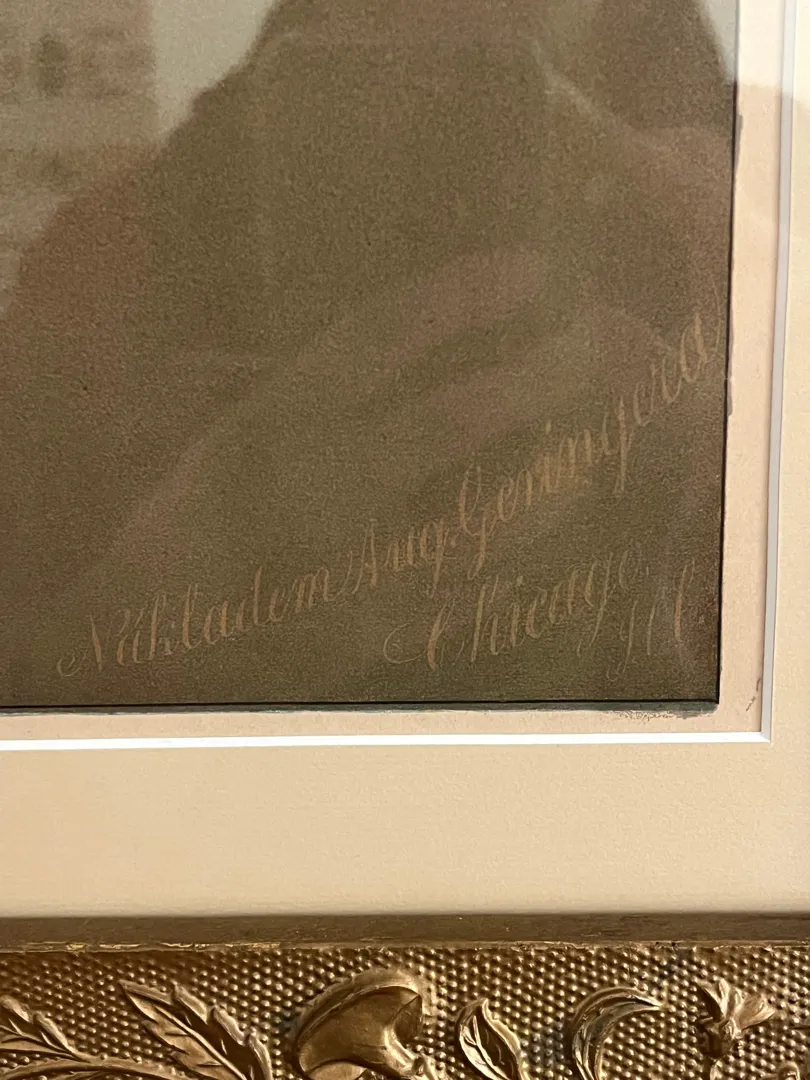 Nákladem Aug. Geringera
Chicago, Ill.